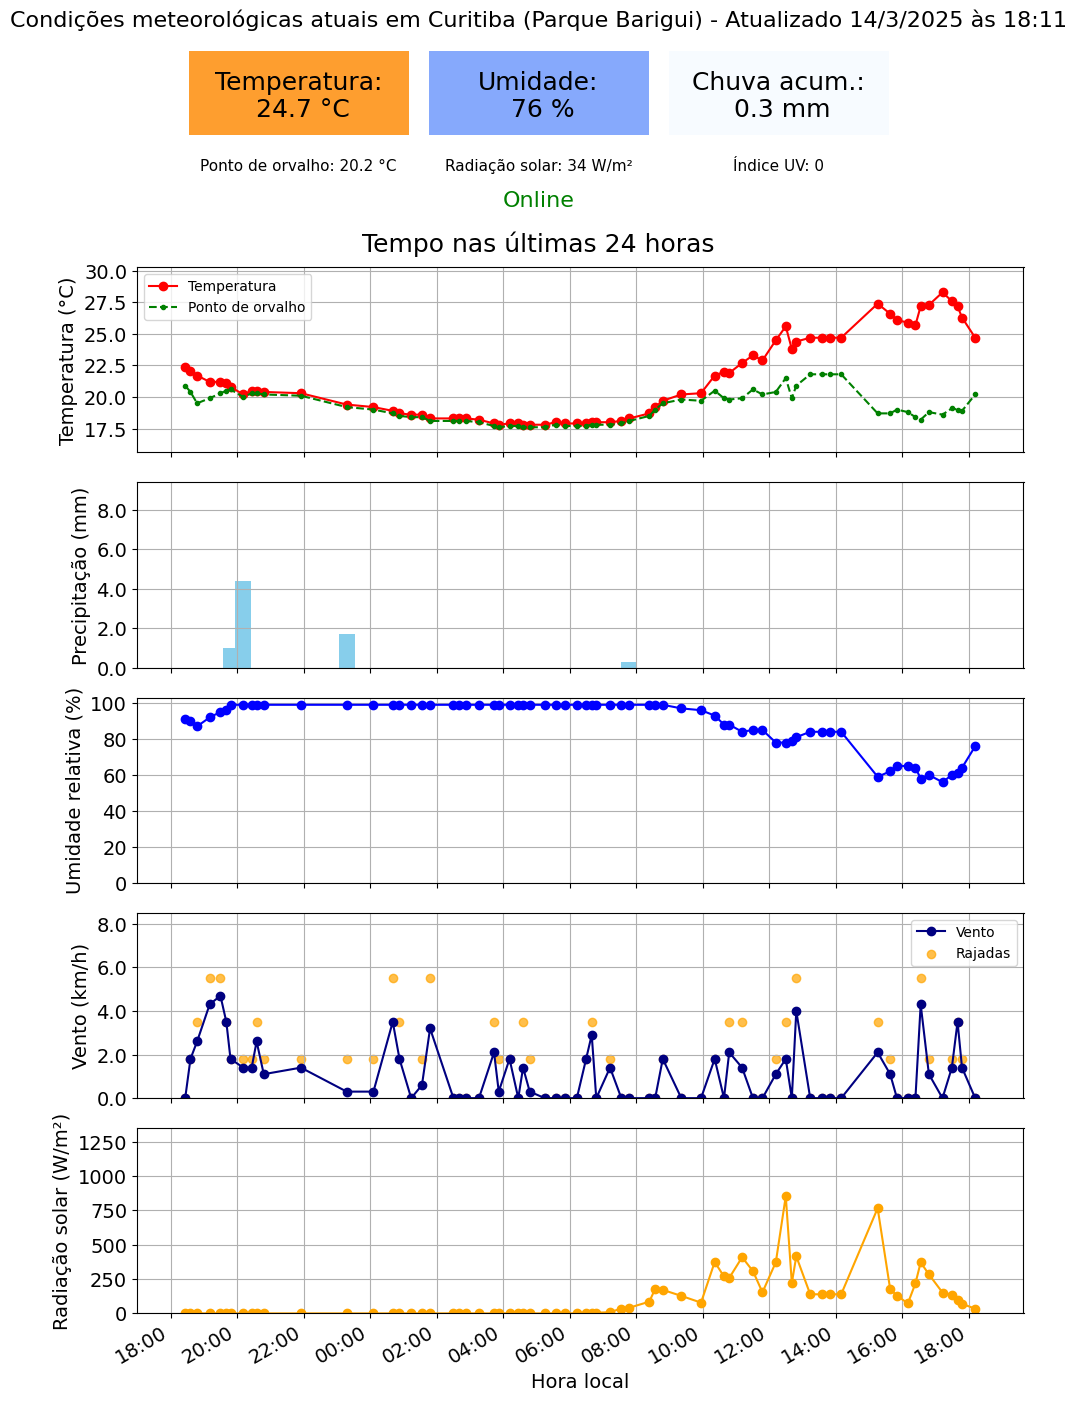 Condições meteorológicas atuais em Curitiba (Parque Barigui) - Atualizado 14/3/2025 às 18:11
Temperatura:
24.7 °C
Umidade:
76 %
Chuva acum.:
0.3 mm
Ponto de orvalho: 20.2 °C
Radiação solar: 34 W/m²
Índice UV: 0
Online
Tempo nas últimas 24 horas
Temperatura (°C)
30.0
27.5
25.0
22.5
20.0
17.5
Temperatura
Ponto de orvalho
Precipitação (mm)
8.0
6.0
4.0
2.0
0.0
Umidade relativa (%)
100
80
60
40
20
0
Vento (km/h)
8.0
6.0
4.0
2.0
0.0
Vento
Rajadas
Radiação solar (W/m²)
1250
1000
750
500
250
0
18:00
20:00
22:00
00:00
02:00
04:00
06:00
08:00
10:00
12:00
14:00
16:00
18:00
Hora local